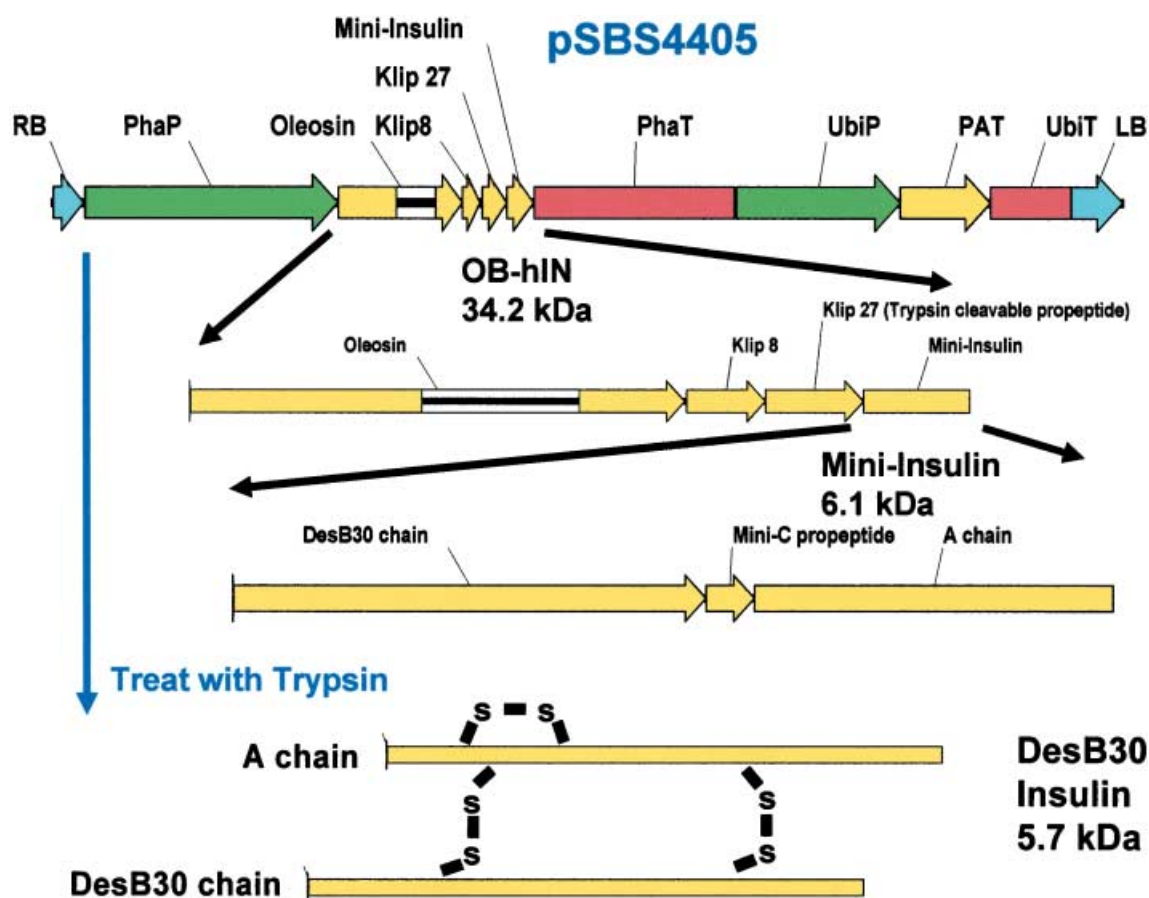 Mini-Insulin
pSBS4405
Klip 27
RB
PhaP
Oleosin
Klip8
PhaT
UbiP
PAT
UbiT
LB
OB-hIN
34.2 kDa
Klip 27 (Trypsin cleavable propeptide)
Oleosin
Klip 8
Mini-Insulin
Mini-Insulin
6.1 kDa
DesB30 chain
Mini-C propeptide
A chain
Treat with Trypsin
S
S
A chain
S
S
S
S
DesB30 chain
DesB30
Insulin
5.7 kDa